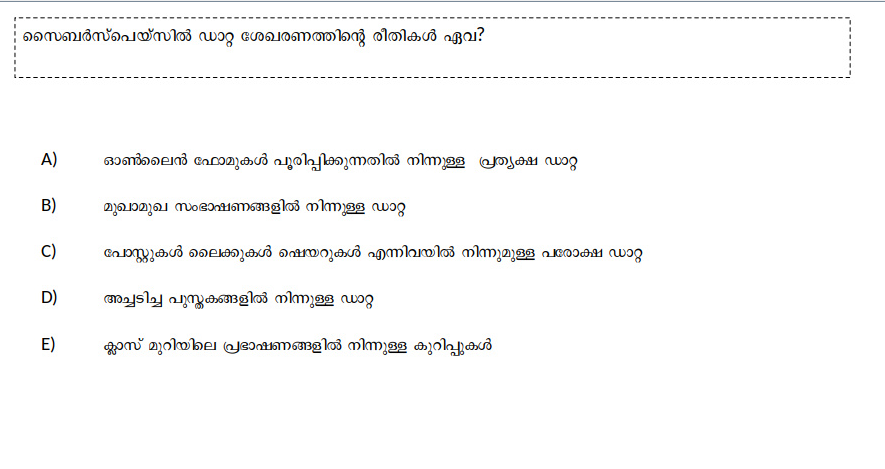 സൈബർസ്പെയ്സിൽ ഡാറ്റ ശേഖരണത്തിന്റെ രീതികൾ ഏവ?
A) ഓൺലൈൻ ഫോമുകൾ പൂരിപ്പിക്കുന്നതിൽ നിന്നുള്ള പ്രത്യക്ഷ ഡാറ്റ
B) മുഖാമുഖ സംഭാഷണങ്ങളിൽ നിന്നുള്ള ഡാറ്റ
C) പോസ്റ്റുകൾ ലൈക്കുകൾ ഷെയറുകൾ എന്നിവയിൽ നിന്നുമുള്ള പരോക്ഷ ഡാറ്റ
D) അച്ചടിച്ച പുസ്തകങ്ങളിൽ നിന്നുള്ള ഡാറ്റ
E) ക്ലാസ് മുറിയിലെ പ്രഭാഷണങ്ങളിൽ നിന്നുള്ള കുറിപ്പുകൾ